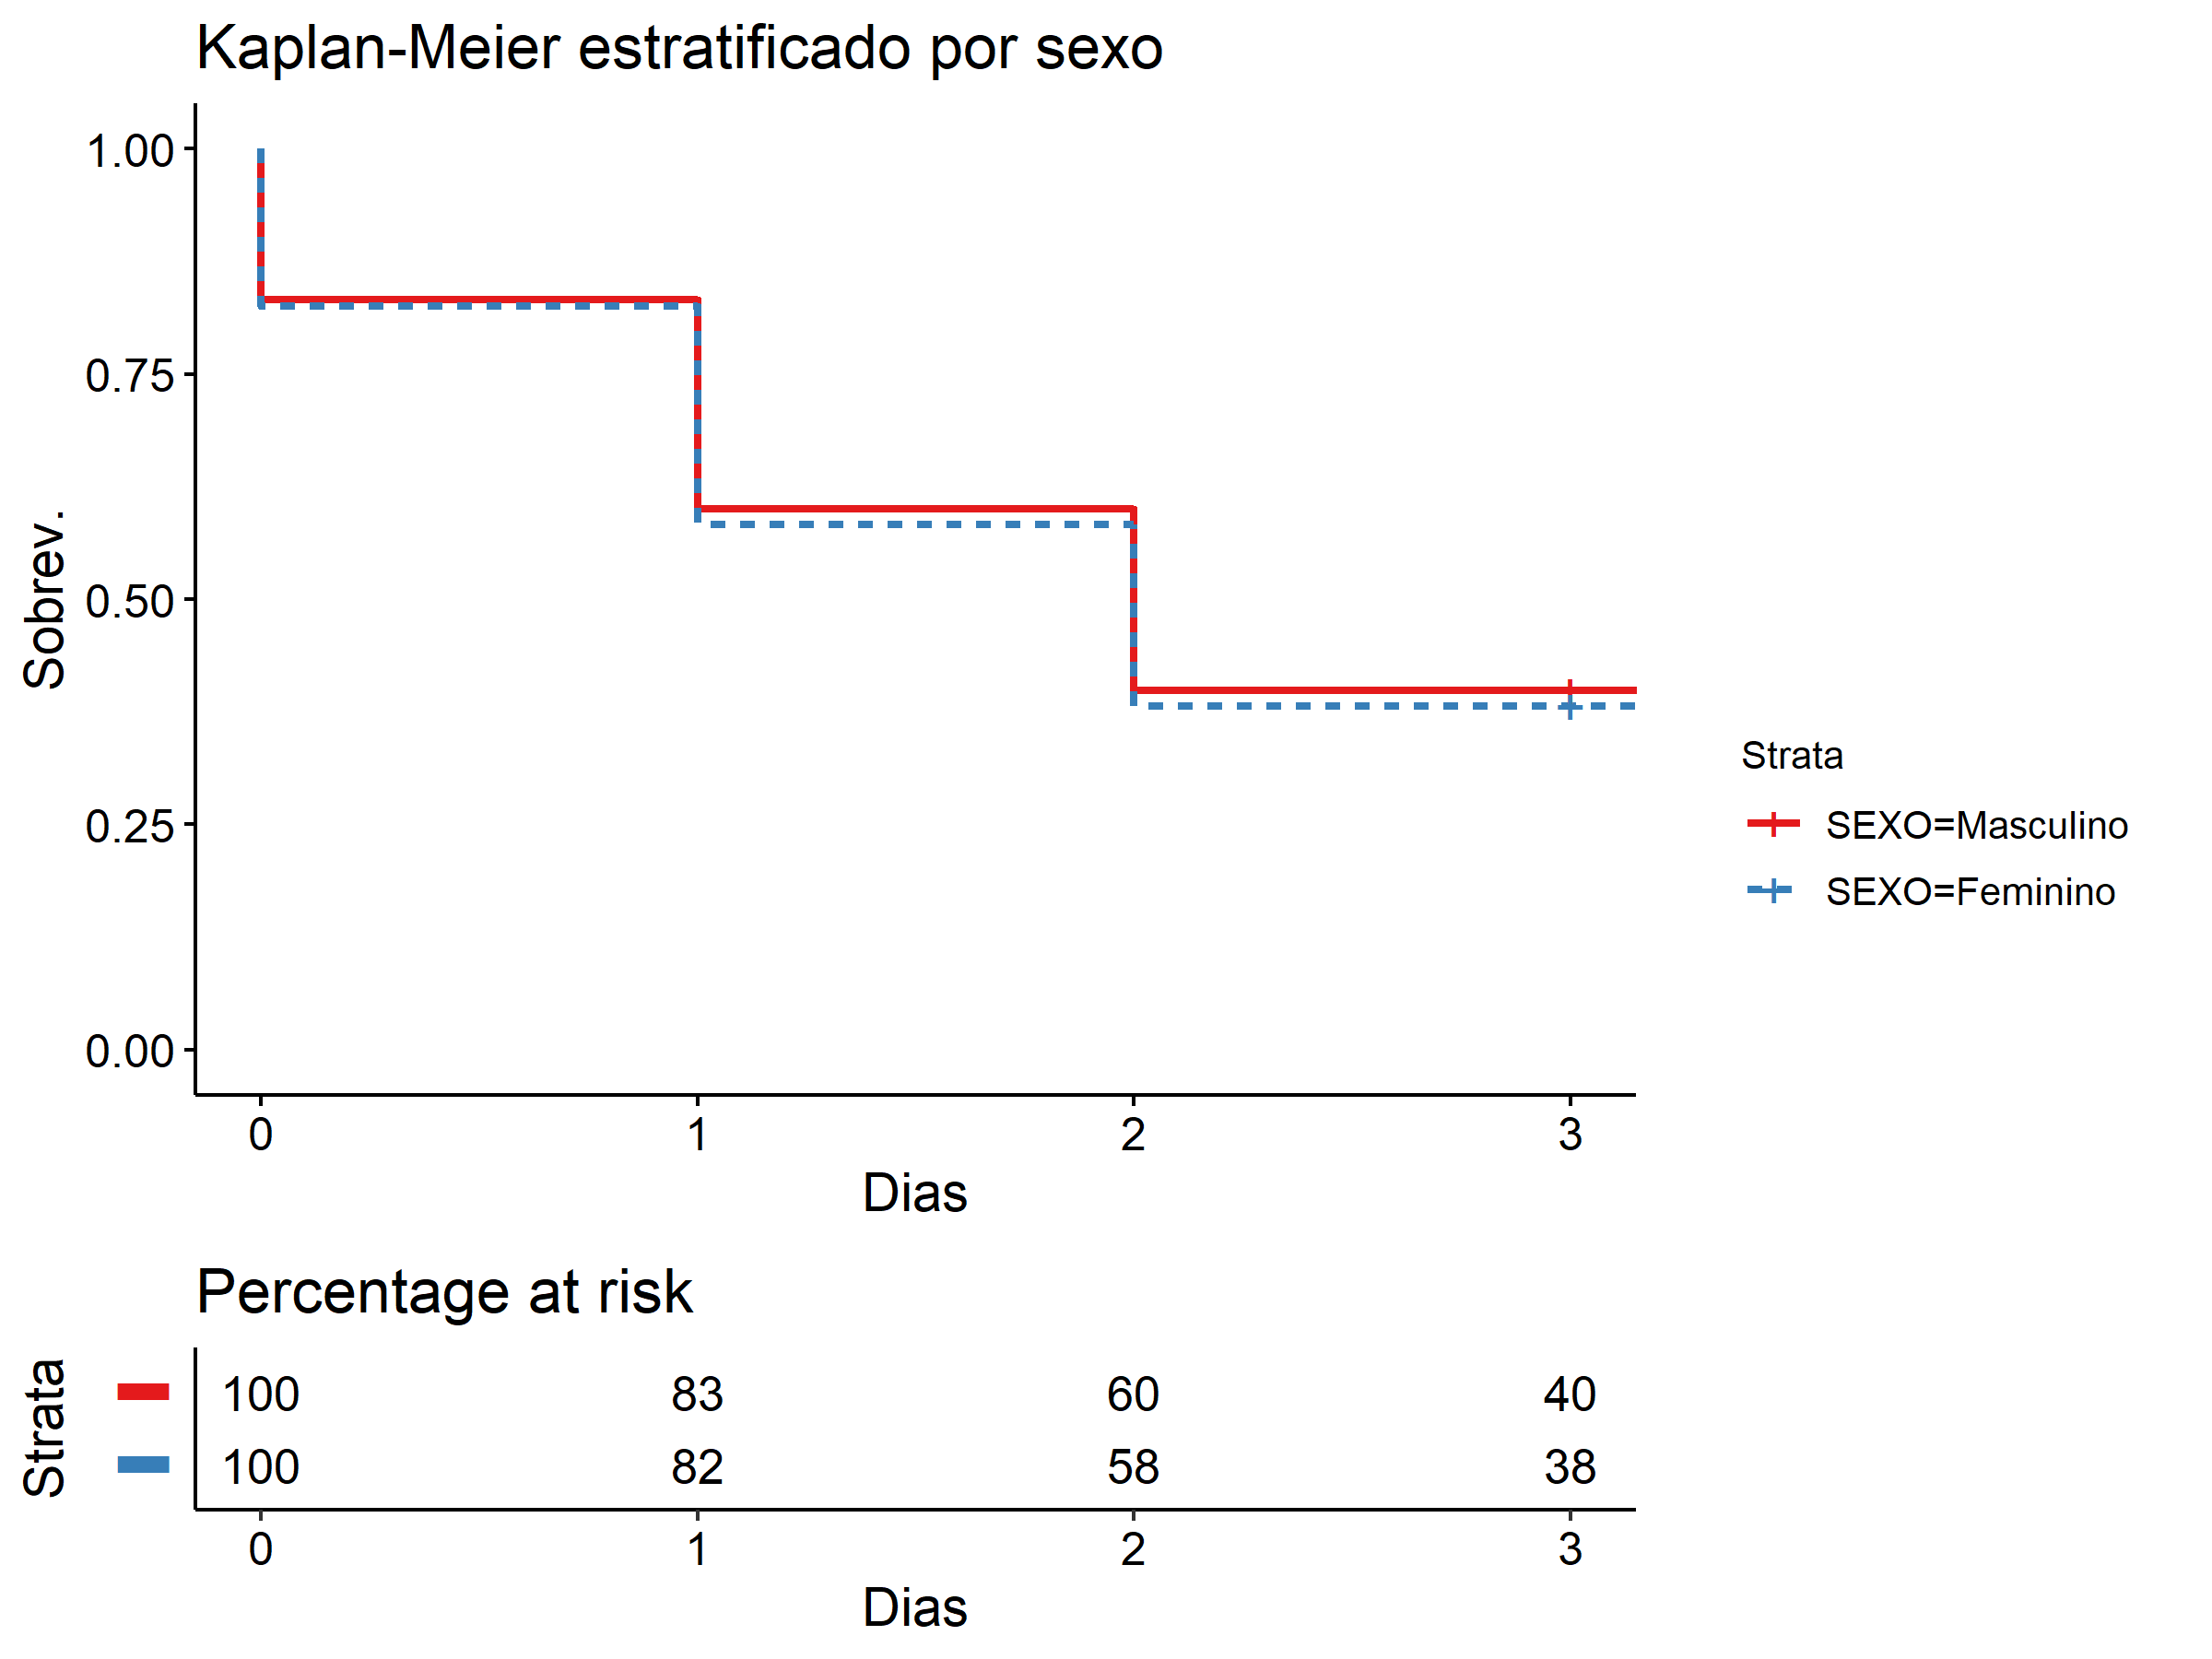 Kaplan-Meier estratificado por sexo
1.00
0.75
0.50
0.25
0.00
Sobrev.
0 1 2 3
Dias
Strata
SEXO=Masculino
SEXO=Feminino
Percentage at risk
Strata
100 83 60 40
100 82 58 38
0 1 2 3
Dias